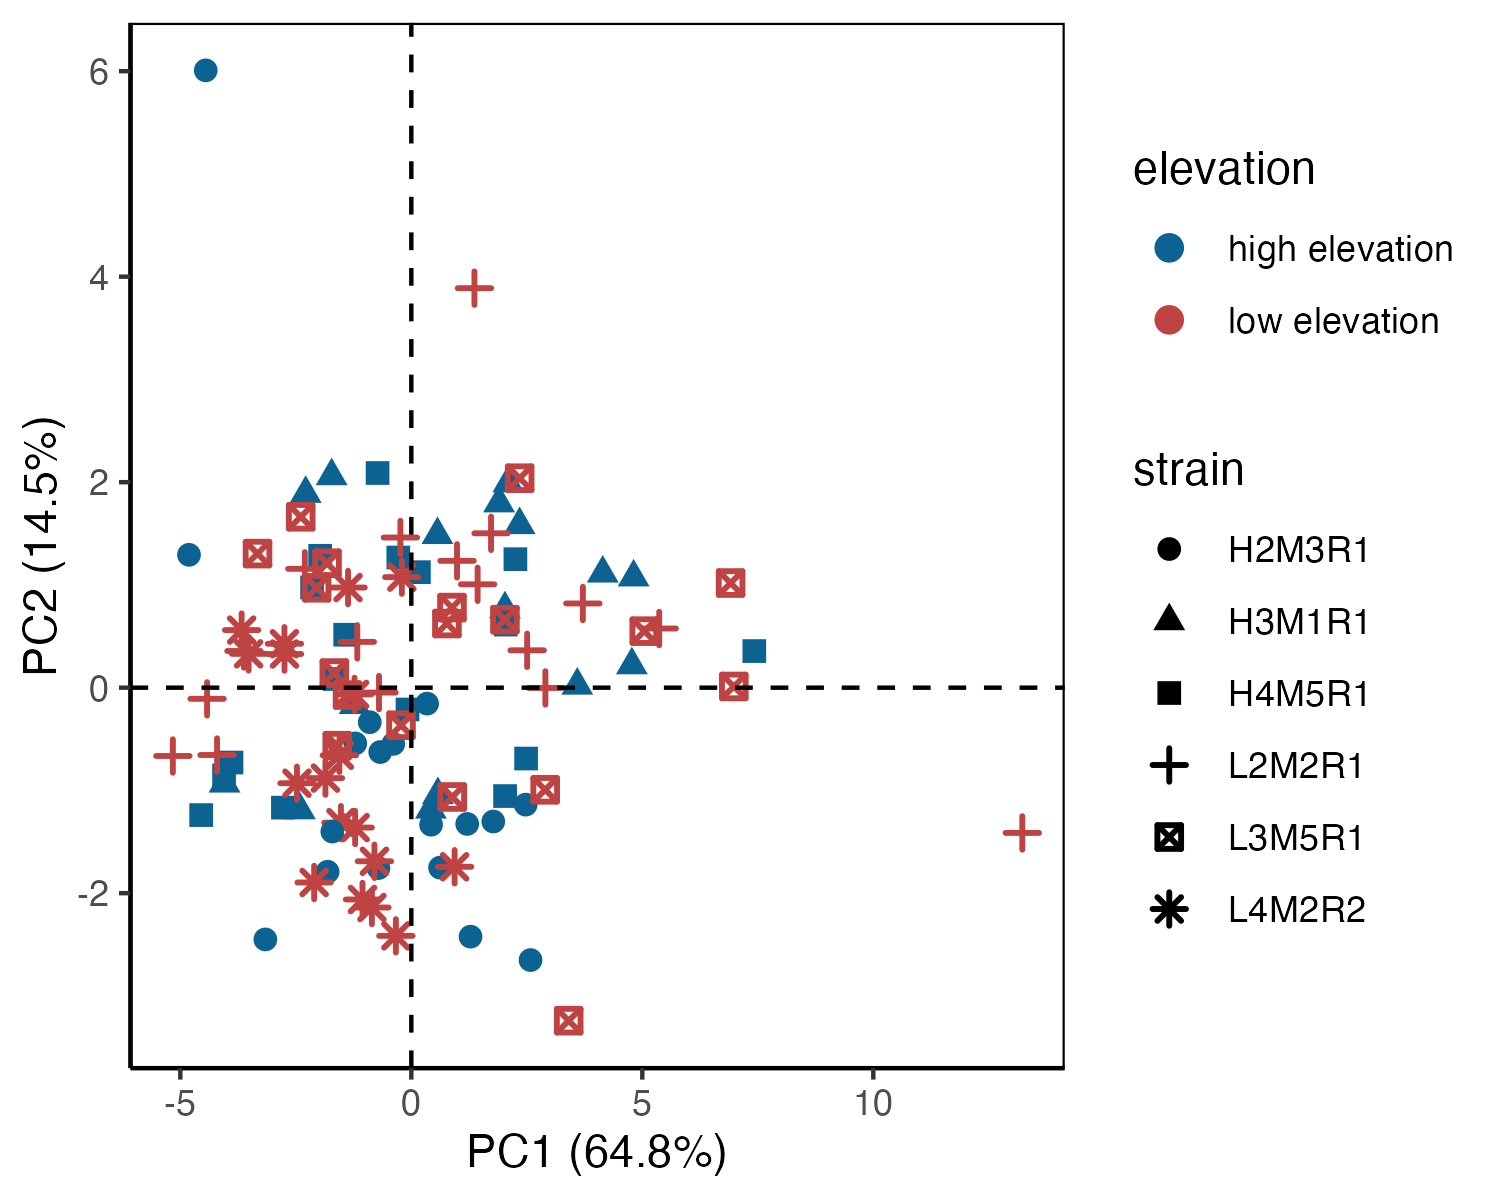 6
4
2
0
-2
PC2 (14.5%)
-5
0
5
10
PC1 (64.8%)
elevation
high elevation
low elevation
strain
H2M3R1
H3M1R1
H4M5R1
L2M2R1
L3M5R1
L4M2R2